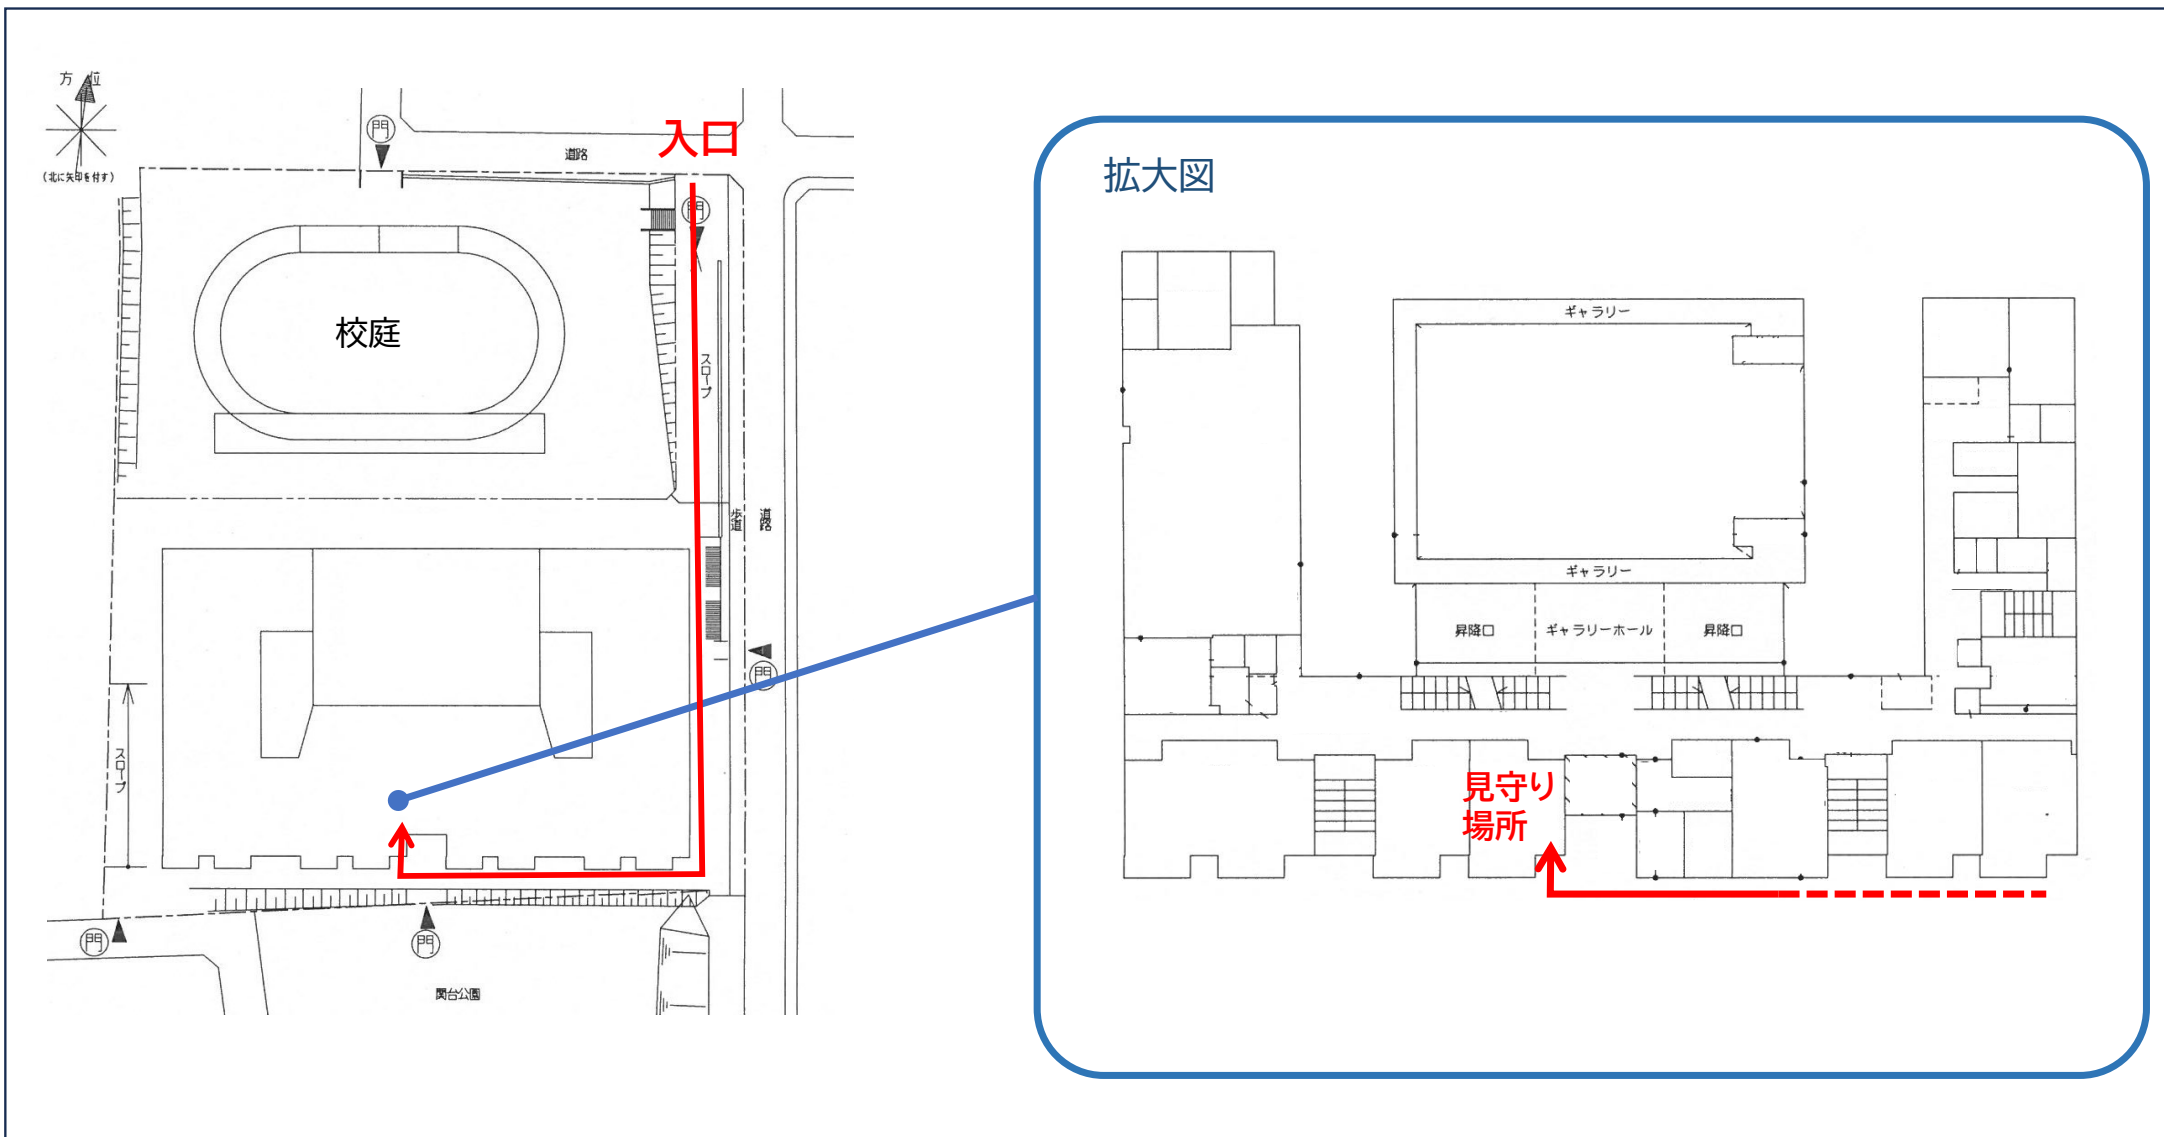 方位
(北に矢印を付す)
門
道路
入口
門
校庭
スロープ
歩道
道路
門
スロープ
門
門
関台公園
拡大図
ギャラリー
ギャラリー
昇降口
ギャラリーホール
昇降口
見守り
場所